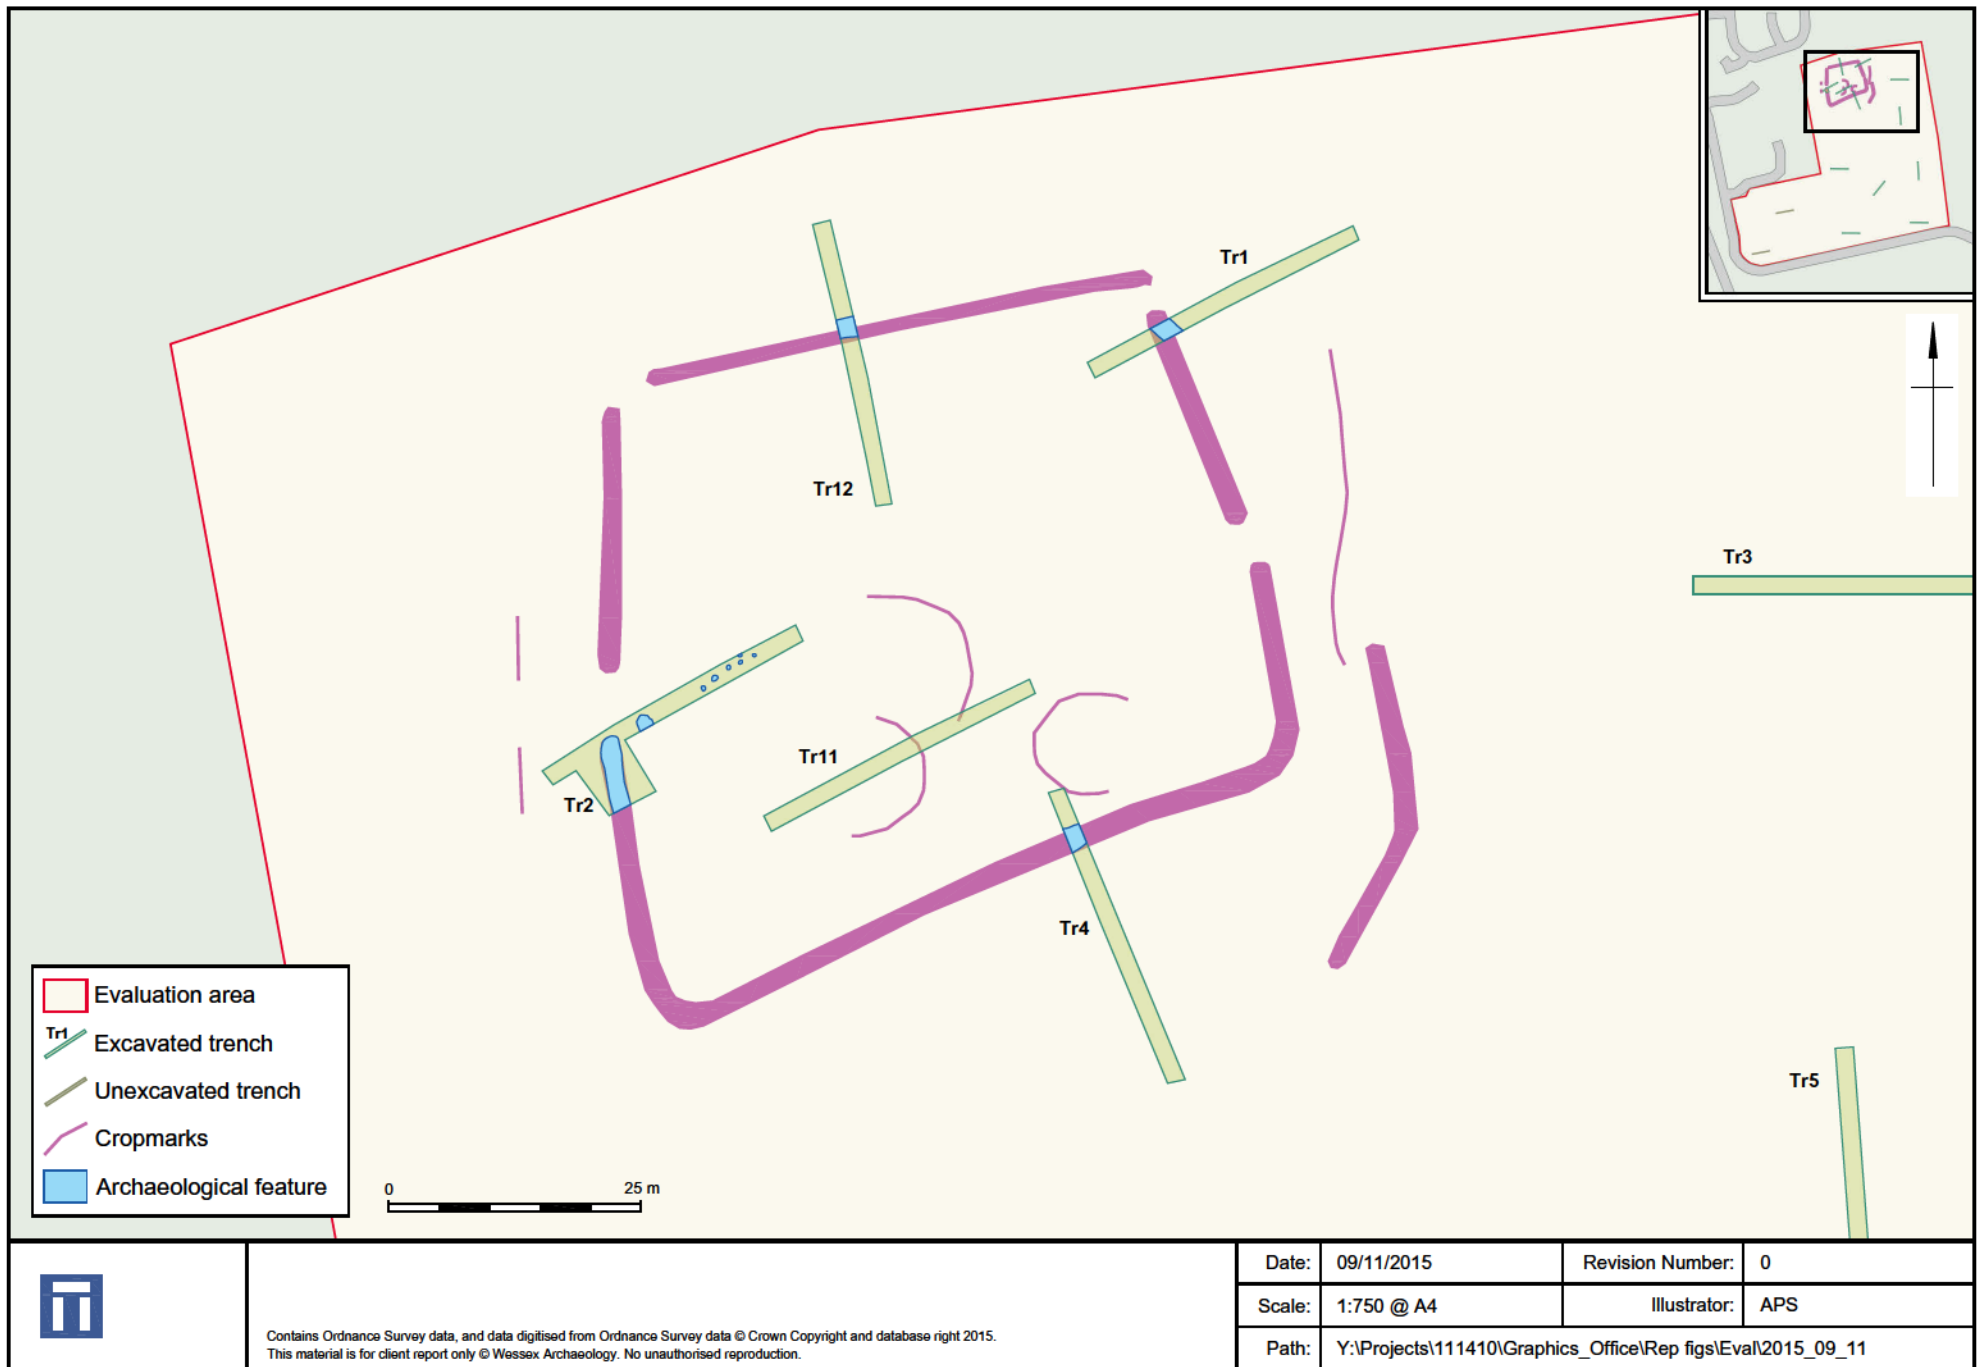 Tr1
Tr12
Tr3
Tr11
Tr2
Tr4
Tr5
Evaluation area
Tr1
Excavated trench
Unexcavated trench
Cropmarks
Archaeological feature
0 25 m
Date: 09/11/2015 Revision Number: 0
Scale: 1:750 @ A4 Illustrator: APS
Contains Ordnance Survey data, and data digitised from Ordnance Survey data © Crown Copyright and database right 2015.
This material is for client report only © Wessex Archaeology. No unauthorised reproduction.
Path: Y:\Projects\111410\Graphics_Office\Rep figs\Eval\2015_09_11